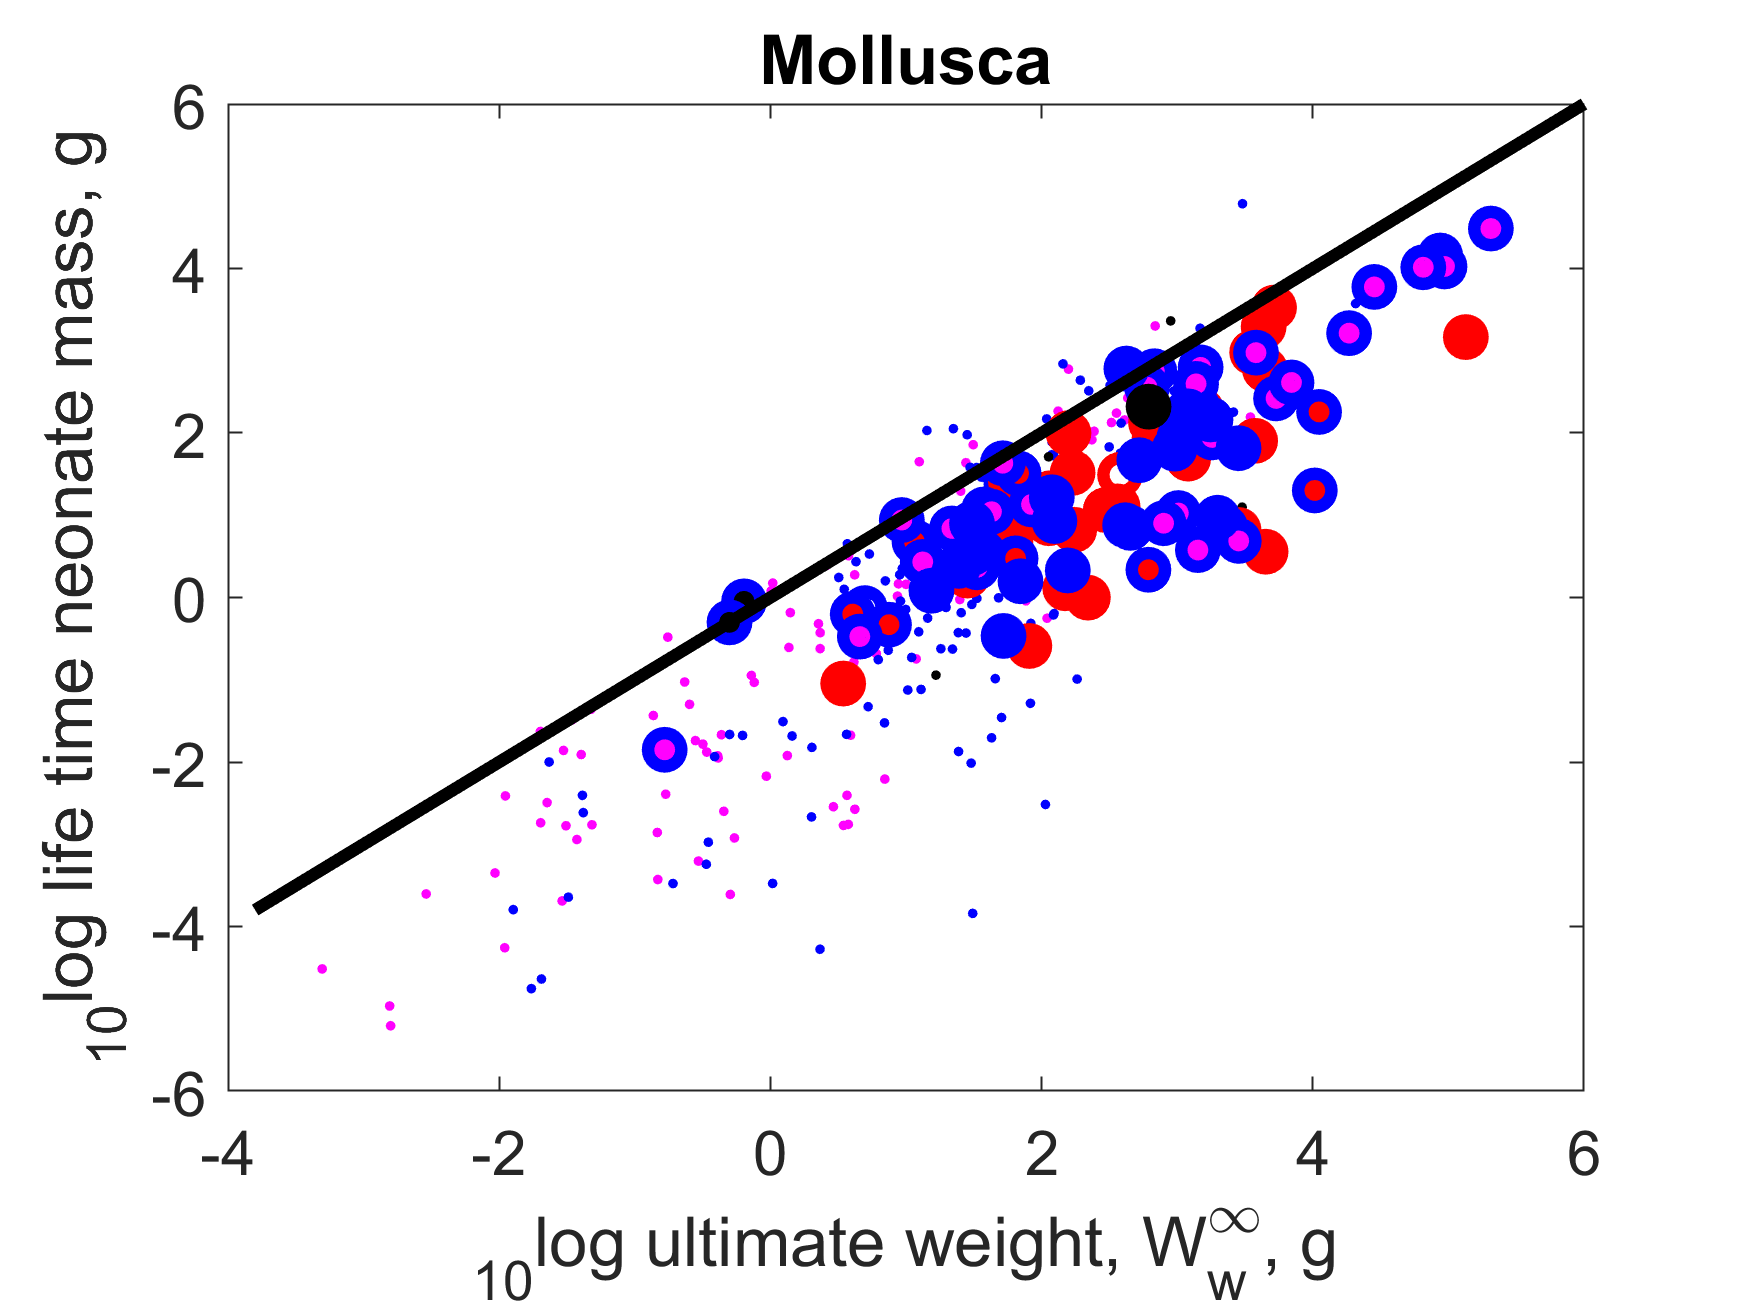 Mollusca
10log life time neonate mass, g
6
4
2
0
-2
-4
-6
-4 -2 0 2 4 6
10log ultimate weight, W∞w, g